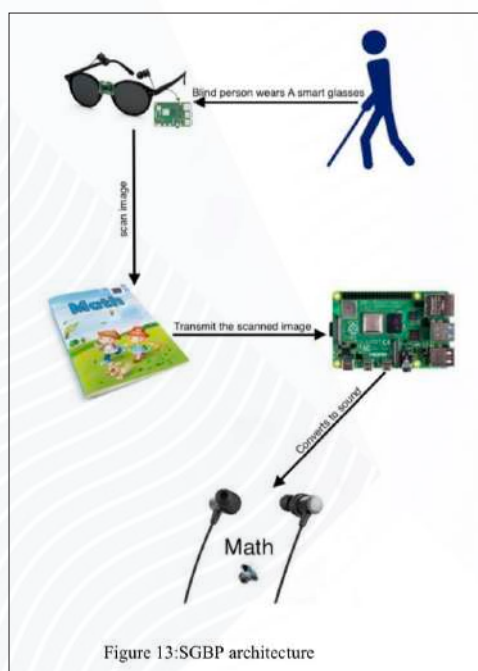 Blind person wears A smart glasses
scan image
Math
Transmit the scanned image
Converts to sound
Math
Figure 13:SGBP architecture